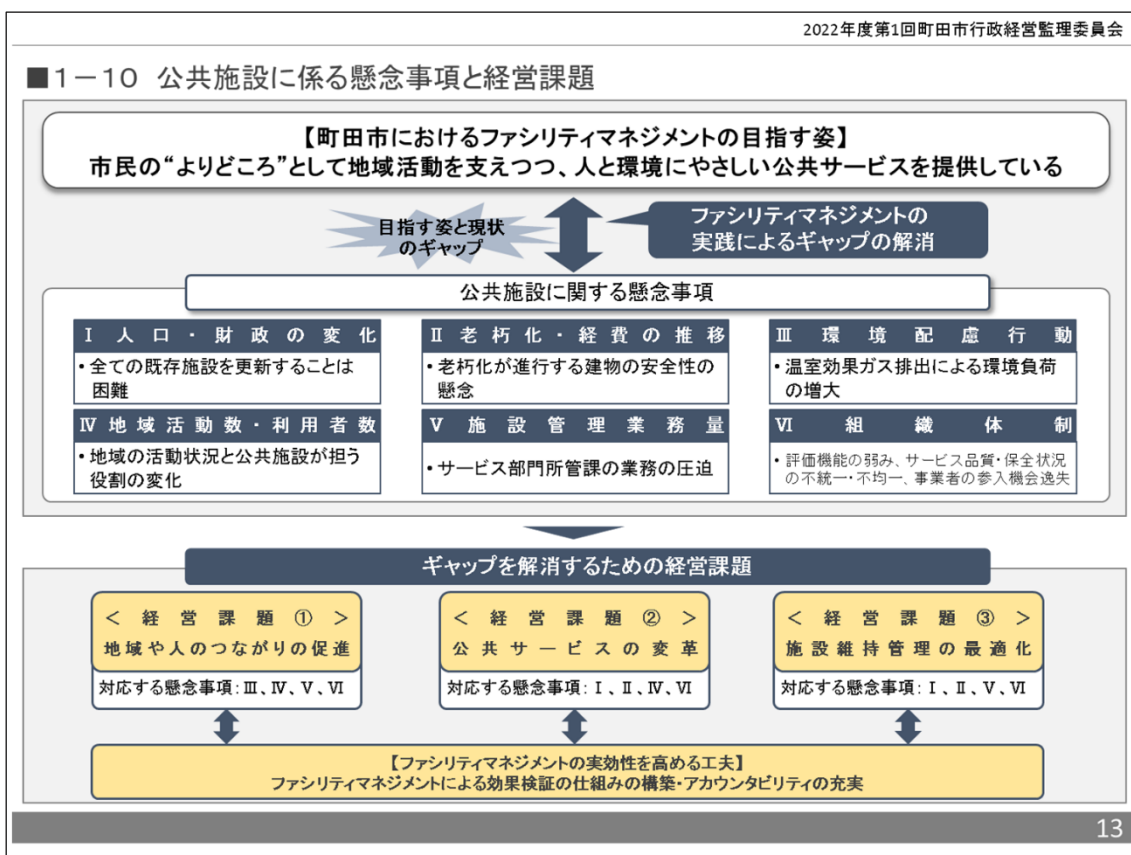 2022年度第1回町田市行政経営監理委員会
■1-10 公共施設に係る懸念事項と経営課題
【町田市におけるファシリティマネジメントの目指す姿】
市民の“よりどころ”として地域活動を支えつつ、人と環境にやさしい公共サービスを提供している
目指す姿と現状
のギャップ
ファシリティマネジメントの
実践によるギャップの解消
公共施設に関する懸念事項
Ⅰ人口・財政の変化
・全ての既存施設を更新することは
困難
Ⅱ老朽化・経費の推移
・老朽化が進行する建物の安全性の
懸念
Ⅲ環境配慮行動
・温室効果ガス排出による環境負荷
の増大
Ⅳ地域活動数・利用者数
・地域の活動状況と公共施設が担う
役割の変化
Ⅴ施設管理業務量
・サービス部門所管課の業務の圧迫
Ⅵ組織体制
・評価機能の弱み、サービス品質・保全状況
の不統一・不均一、事業者の参入機会逸失
ギャップを解消するための経営課題
<経営課題①>
地域や人のつながりの促進
対応する懸念事項:Ⅲ、Ⅳ、Ⅴ、Ⅵ
<経営課題②>
公共サービスの変革
対応する懸念事項:Ⅰ、Ⅱ、Ⅳ、Ⅵ
<経営課題③>
施設維持管理の最適化
対応する懸念事項:Ⅰ、Ⅱ、Ⅴ、Ⅵ
【ファシリティマネジメントの実効性を高める工夫】
ファシリティマネジメントによる効果検証の仕組みの構築・アカウンタビリティの充実
13